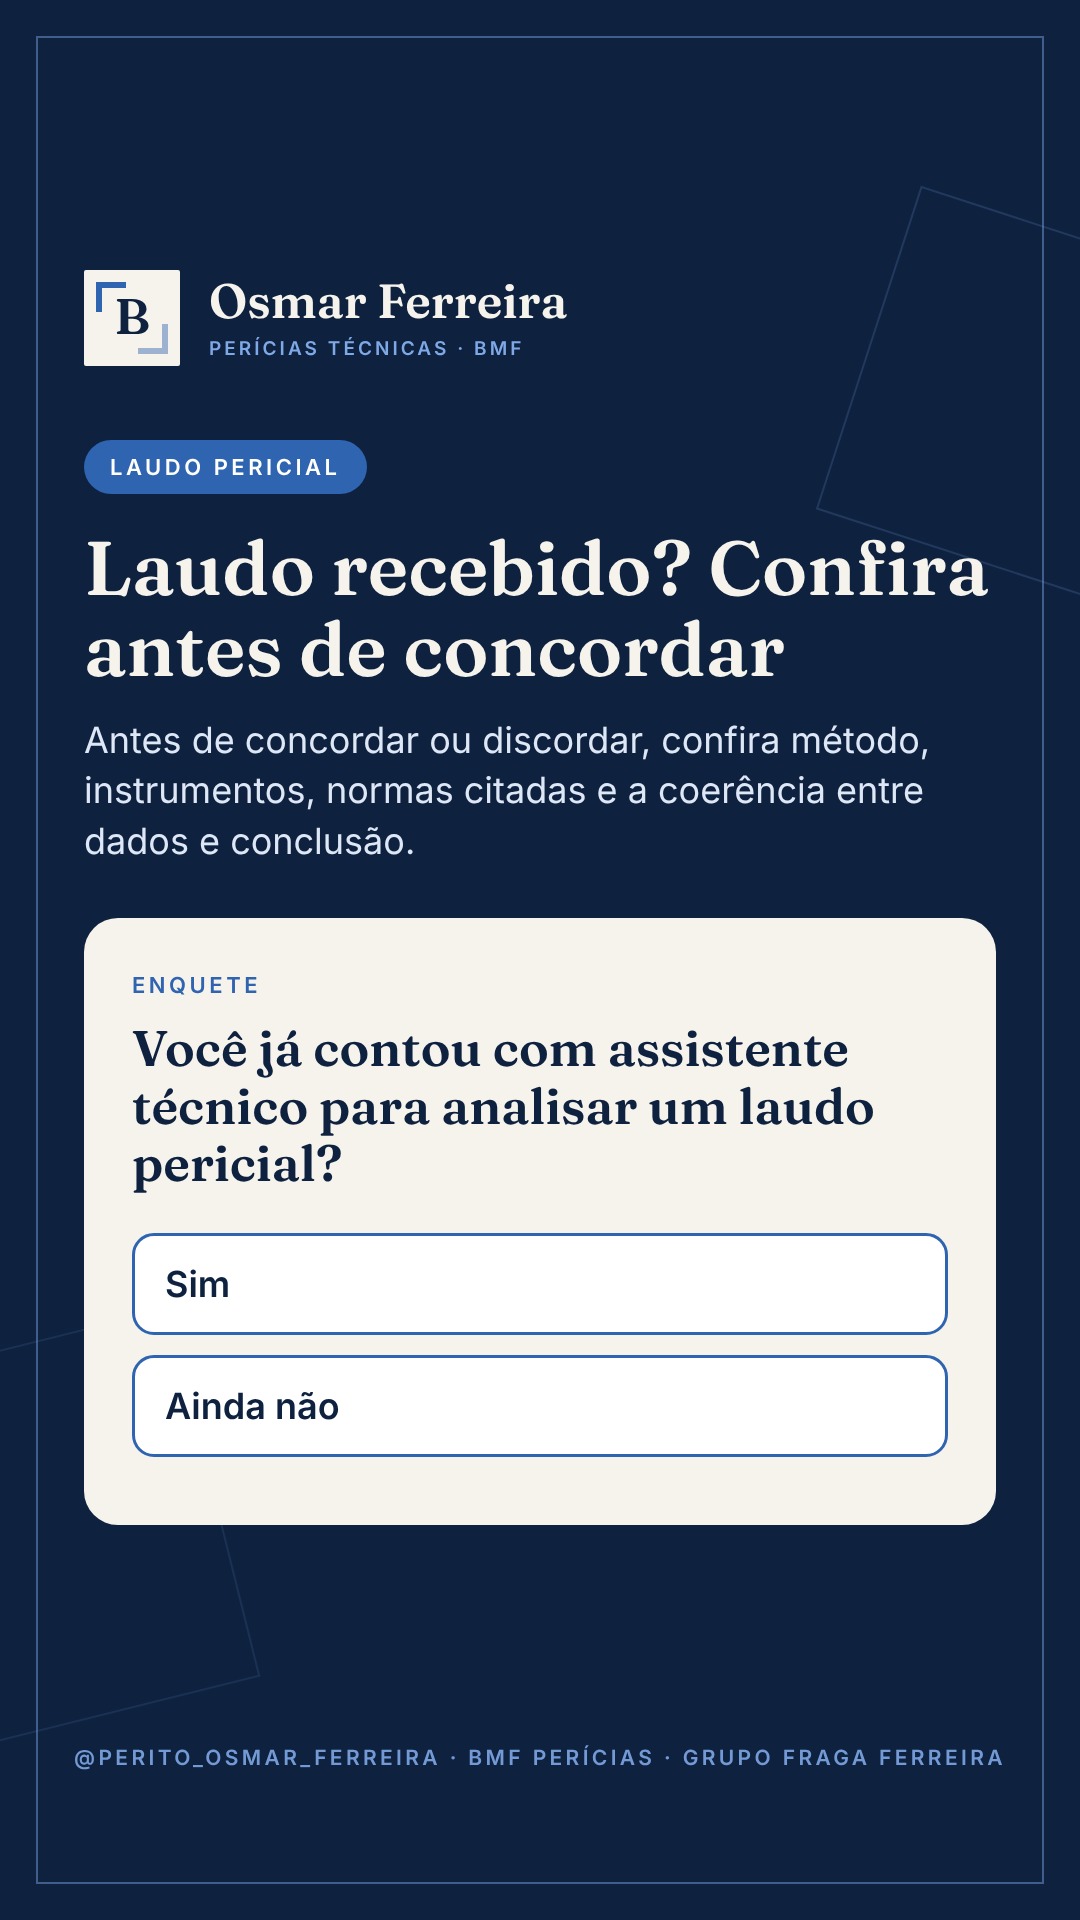 B
Osmar Ferreira
PERÍCIAS TÉCNICAS · BMF
LAUDO PERICIAL
Laudo recebido? Confira
antes de concordar
Antes de concordar ou discordar, confira método,
instrumentos, normas citadas e a coerência entre
dados e conclusão.
ENQUETE
Você já contou com assistente
técnico para analisar um laudo
pericial?
Sim
Ainda não
@PERITO_OSMAR_FERREIRA · BMF PERÍCIAS · GRUPO FRAGA FERREIRA